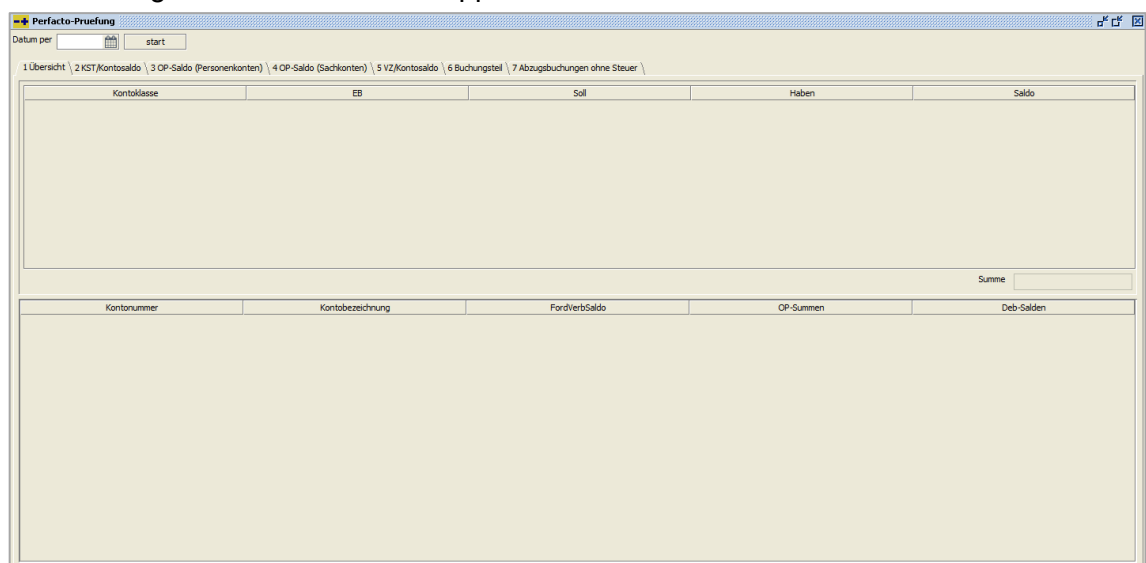 Perfacto-Pruefung
Datum per start
1 Übersicht 2 KST/Kontosaldo 3 OP-Saldo (Personenkonten) 4 OP-Saldo (Sachkonten) 5 VZ/Kontosaldo 6 Buchungsteil 7 Abzugsbuchungen ohne Steuer
Kontoklasse EB Soll Haben Saldo
Summe
Kontonummer Kontobezeichnung FordVerbSaldo OP-Summen Deb-Salden